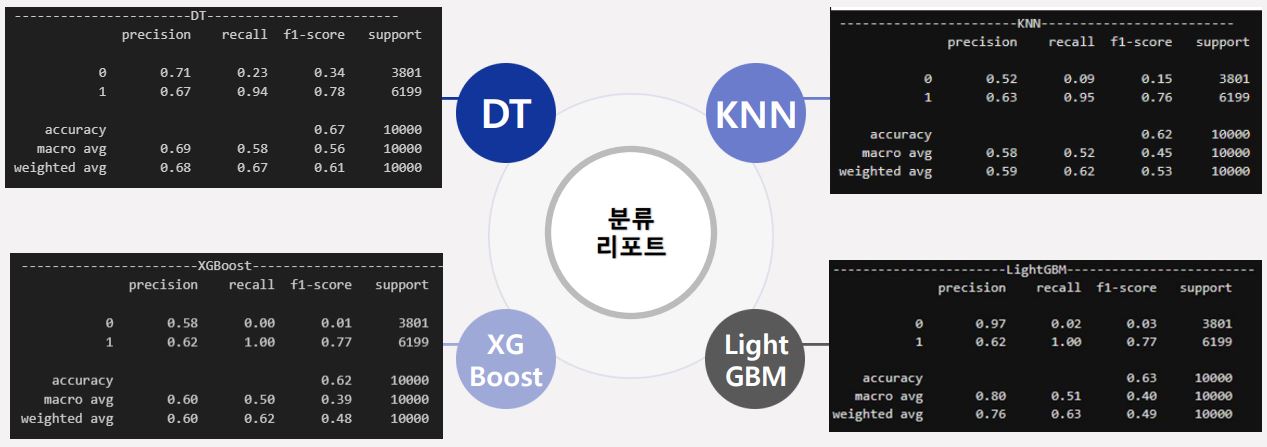 -----------------------DT-------------------------
precision recall f1-score support
0 0.71 0.23 0.34 3801
1 0.67 0.94 0.78 6199
accuracy 0.67 10000
macro avg 0.69 0.58 0.56 10000
weighted avg 0.68 0.67 0.61 10000
DT
KNN
-----------------------KNN-------------------------
precision recall f1-score support
0 0.52 0.09 0.15 3801
1 0.63 0.95 0.76 6199
accuracy 0.62 10000
macro avg 0.58 0.52 0.45 10000
weighted avg 0.59 0.62 0.53 10000
분류
리포트
-----------------------XGBoost-------------------------
precision recall f1-score support
0 0.58 0.00 0.01 3801
1 0.62 1.00 0.77 6199
accuracy 0.62 10000
macro avg 0.60 0.50 0.39 10000
weighted avg 0.60 0.62 0.48 10000
XG
Boost
Light
GBM
-----------------------LightGBM-------------------------
precision recall f1-score support
0 0.97 0.02 0.03 3801
1 0.62 1.00 0.77 6199
accuracy 0.63 10000
macro avg 0.80 0.51 0.40 10000
weighted avg 0.76 0.63 0.49 10000